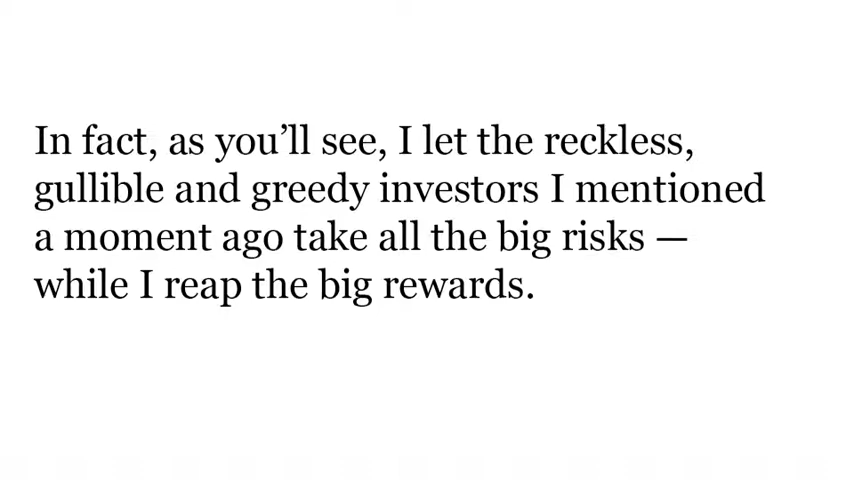 In fact, as you’ll see, I let the reckless,
gullible and greedy investors I mentioned
a moment ago take all the big risks —
while I reap the big rewards.